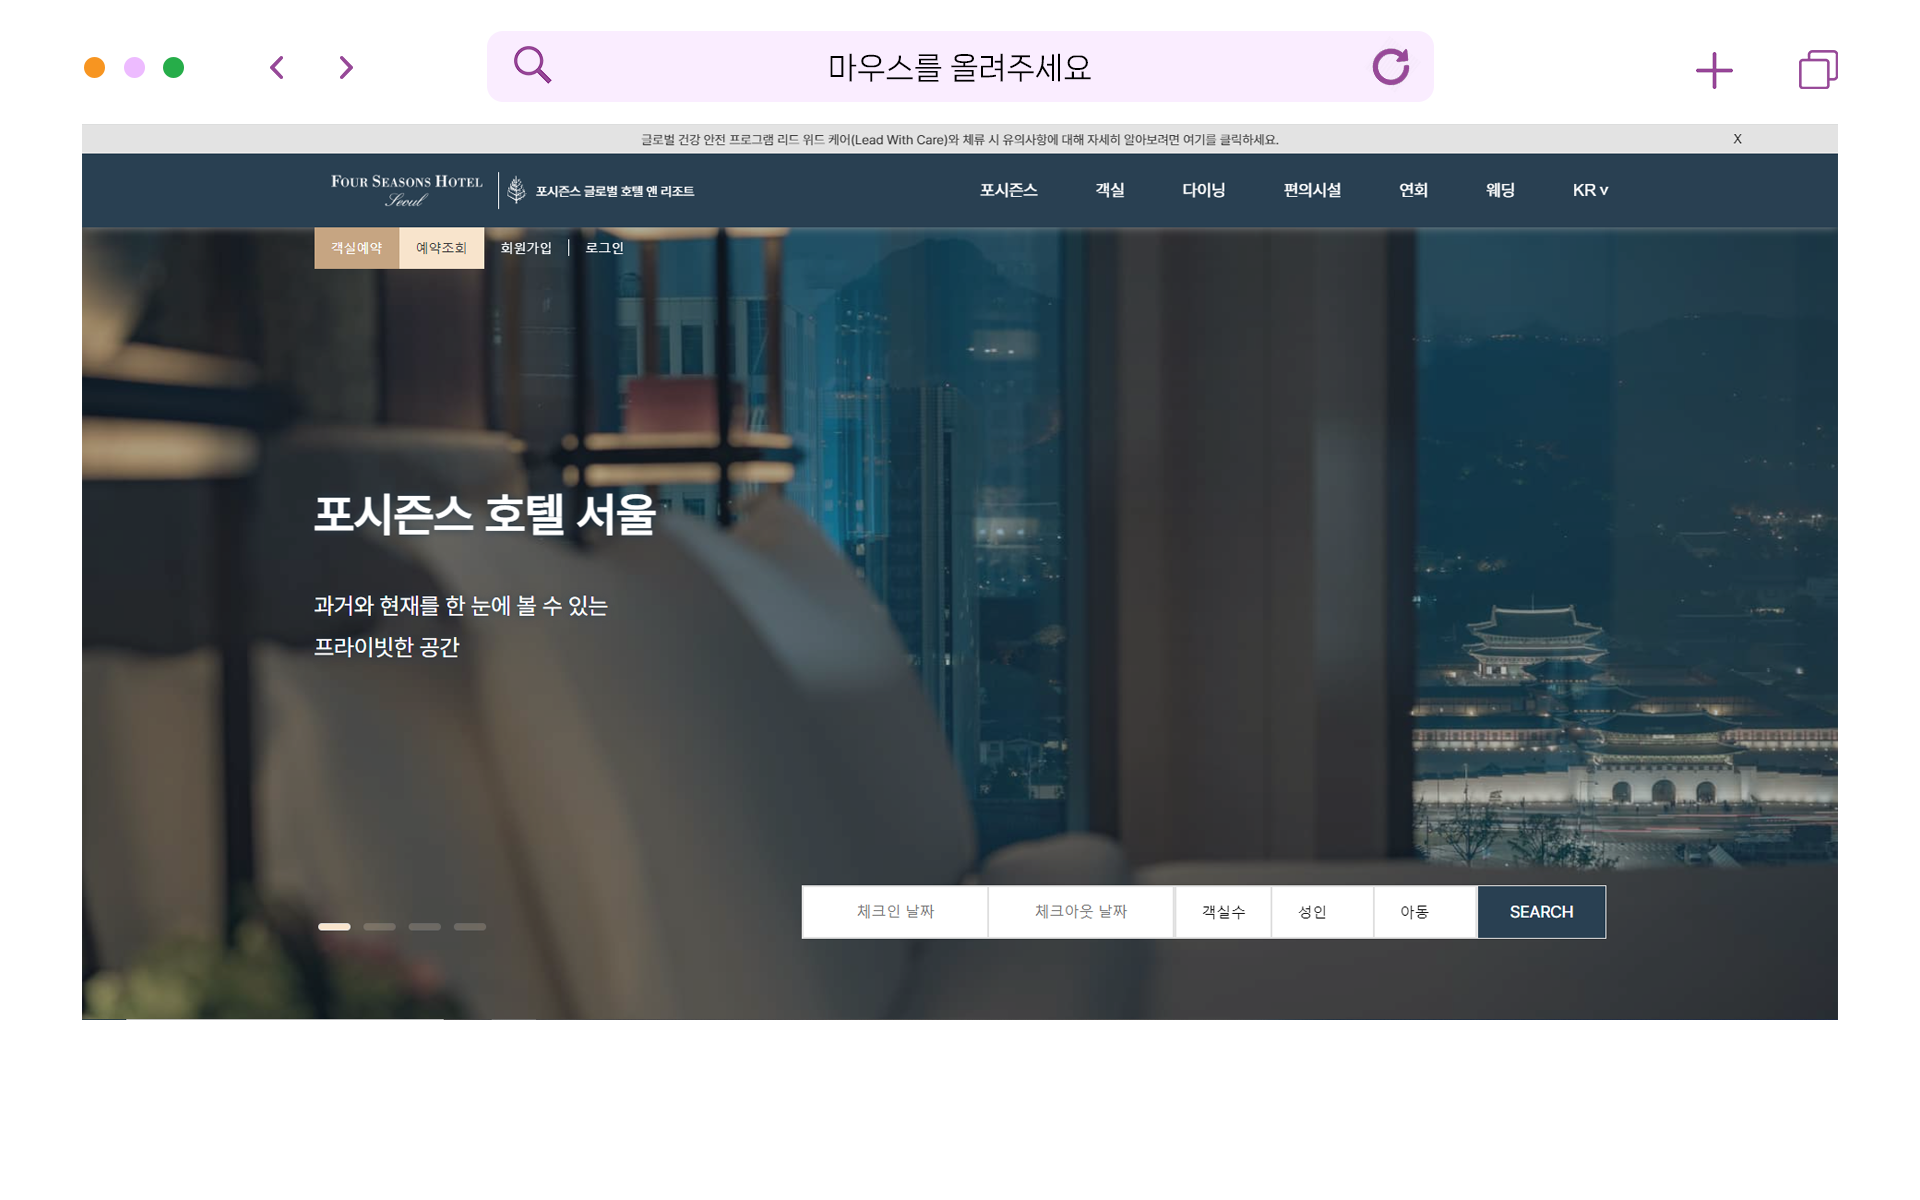 마우스를 올려주세요
글로벌 건강 안전 프로그램 리드 위드 케어(Lead With Care)와 체류 시 유의사항에 대해 자세히 알아보려면 여기를 클릭하세요.
X
FOUR SEASONS HOTEL
Seoul
포시즌스 글로벌 호텔 앤 리조트
포시즌스
객실
다이닝
편의시설
연회
웨딩
KR v
객실예약
예약조회
회원가입
로그인
포시즌스 호텔 서울
과거와 현재를 한 눈에 볼 수 있는
프라이빗한 공간
체크인 날짜
체크아웃 날짜
객실수
성인
아동
SEARCH